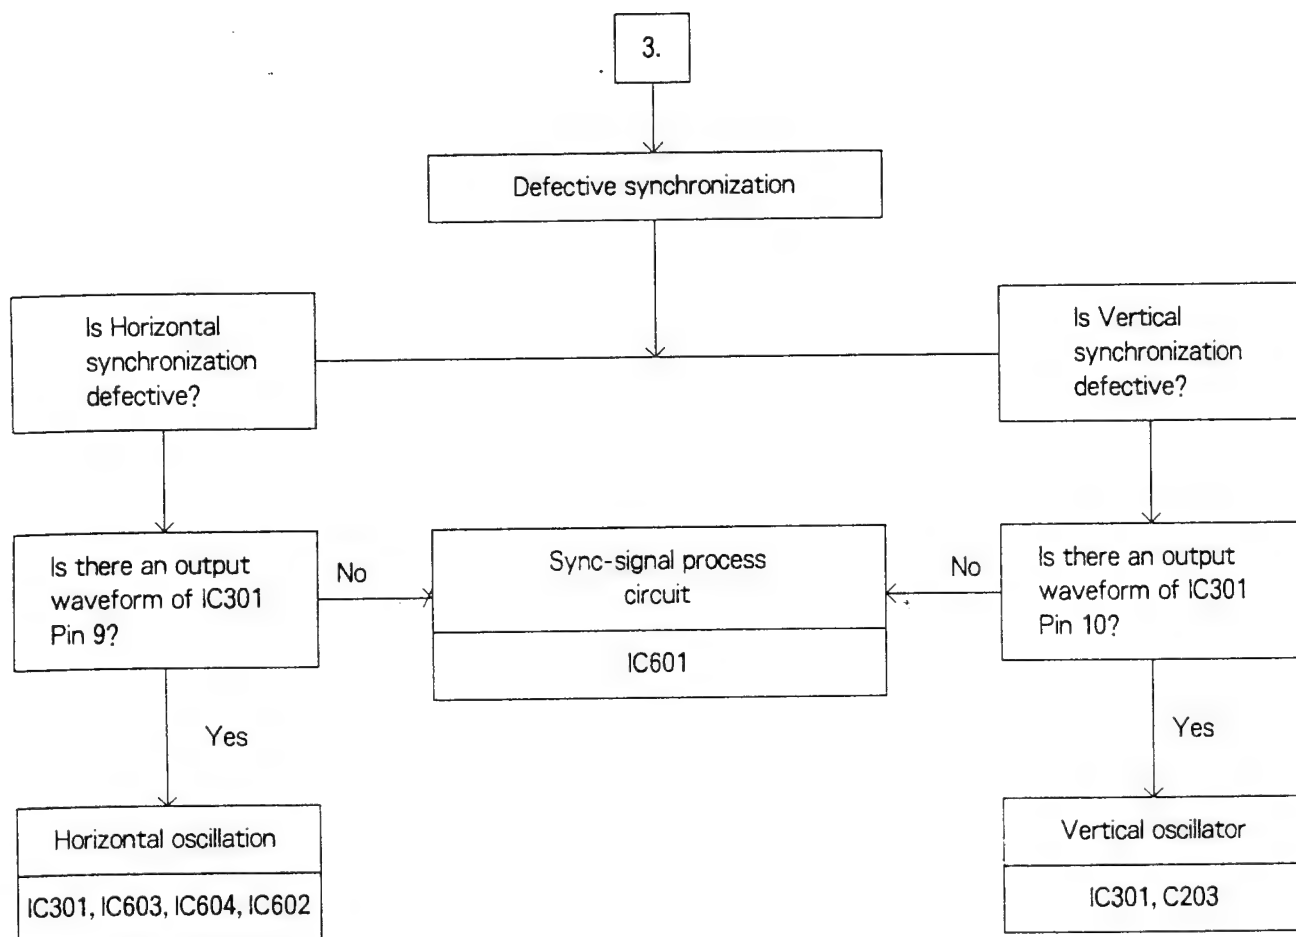 3.
Defective synchronization
Is Horizontal
synchronization
defective?
Is Vertical
synchronization
defective?
Is there an output
waveform of IC301
Pin 9?
No
Sync-signal process
circuit
IC601
No
Is there an output
waveform of IC301
Pin 10?
Yes
Yes
Horizontal oscillation
IC301, IC603, IC604, IC602
Vertical oscillator
IC301, C203